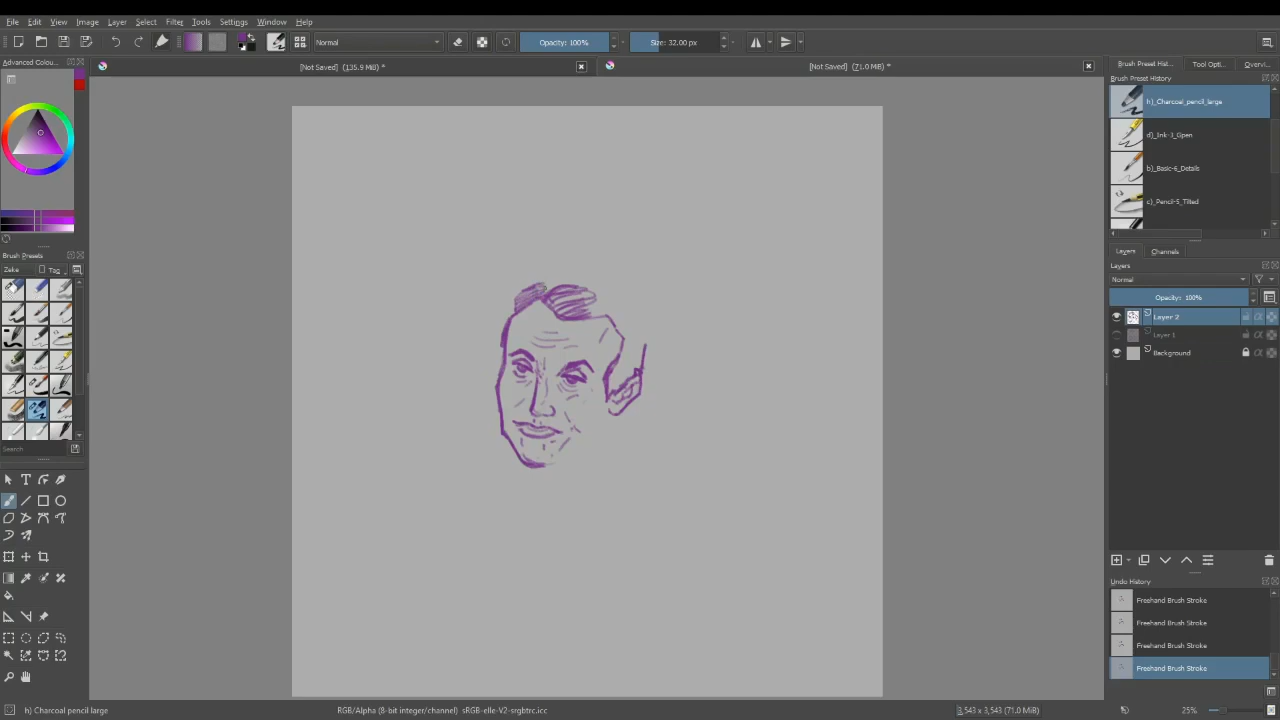 File Edit View Image Layer Select Filter Tools Settings Window Help
Normal Opacity: 100% Size: 32.00 px
Advanced Colou...
[Not Saved] (135.9 MiB) *
[Not Saved] (71.0 MiB) *
Brush Preset Hist... Tool Opti... Overvi...
Brush Preset History
h)_Charcoal_pencil_large
d)_Ink-3_Gpen
b)_Basic-6_Details
c)_Pencil-5_Tilted
Brush Presets
Zeke Tag
Search
Layers Channels
Layers
Normal
Opacity: 100%
Layer 2
Layer 1
Background
Undo History
Freehand Brush Stroke
Freehand Brush Stroke
Freehand Brush Stroke
Freehand Brush Stroke
h) Charcoal pencil large
RGB/Alpha (8-bit integer/channel) sRGB-elle-V2-srgbtrc.icc
3,543 x 3,543 (71.0 MiB)
25%